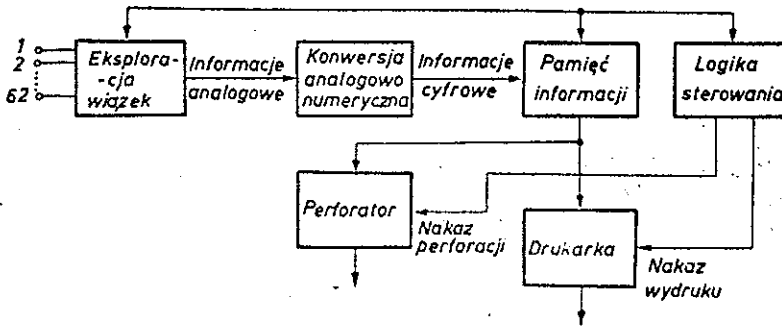 1
2
62
Eksplora-
-cja
wiązek
Informacje
analogowe
Konwersja
analogowo
numeryczna
Informacje
cyfrowe
Pamięć
informacji
Logika
sterowania
Perforator
Nakaz
perforacji
Drukarka
Nakaz
wydruku